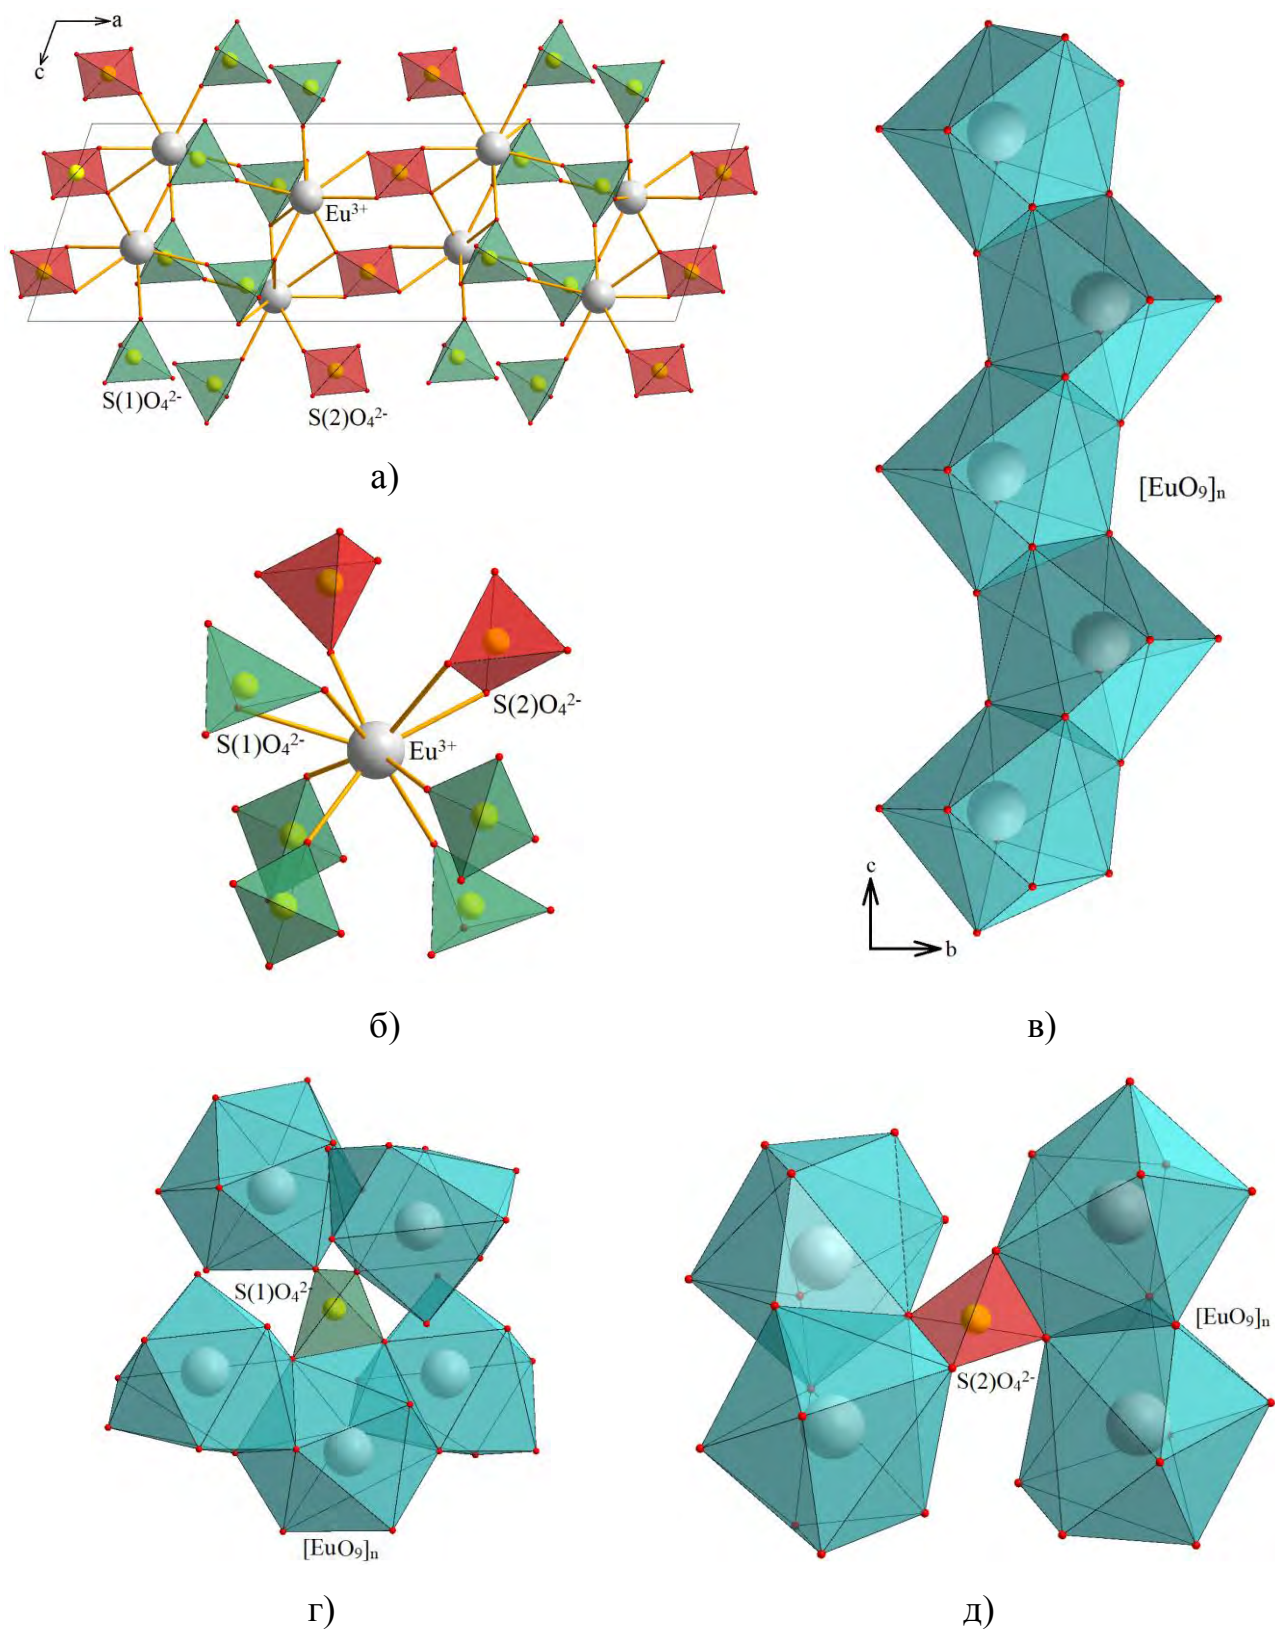 a
c
Eu³⁺
S(1)O₄²⁻
S(2)O₄²⁻
а)
[EuO₉]ₙ
S(2)O₄²⁻
S(1)O₄²⁻
Eu³⁺
c
b
б)
в)
S(1)O₄²⁻
[EuO₉]ₙ
S(2)O₄²⁻
[EuO₉]ₙ
г)
д)